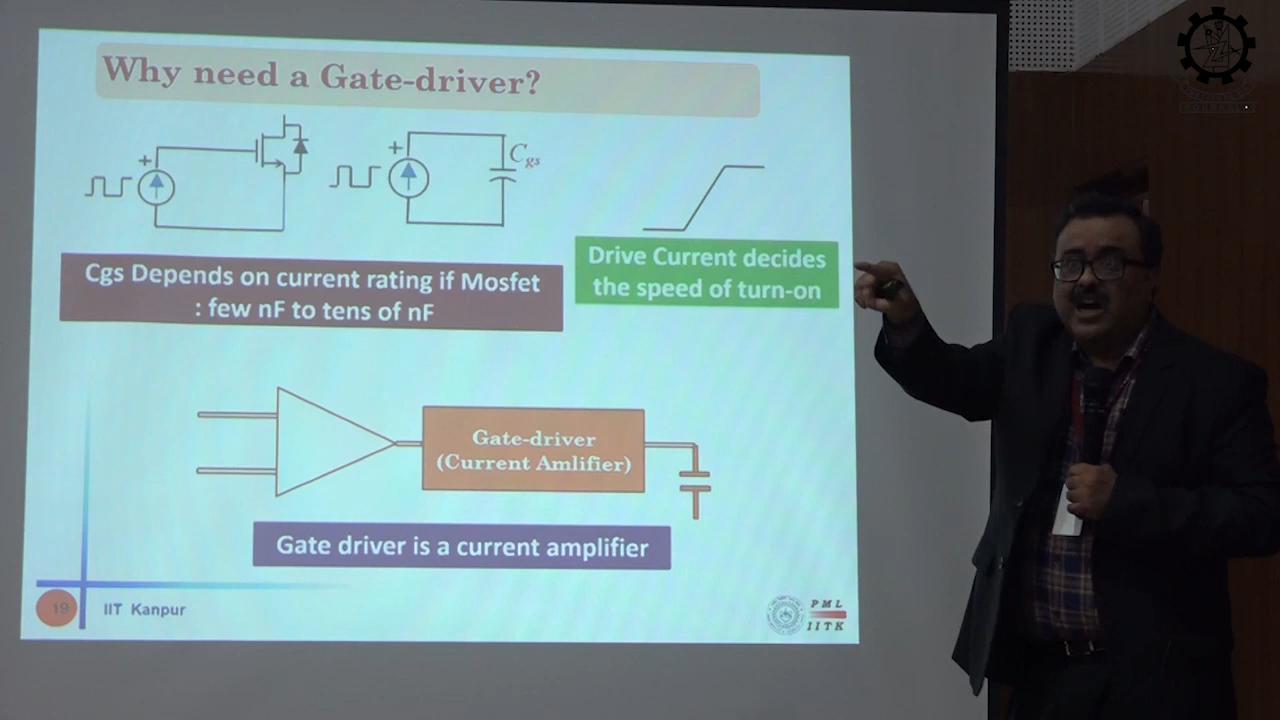 Why need a Gate-driver?
+
+
Cgs
Cgs Depends on current rating if Mosfet
: few nF to tens of nF
Drive Current decides
the speed of turn-on
Gate-driver
(Current Amlifier)
Gate driver is a current amplifier
19
IIT Kanpur
PML
IITK